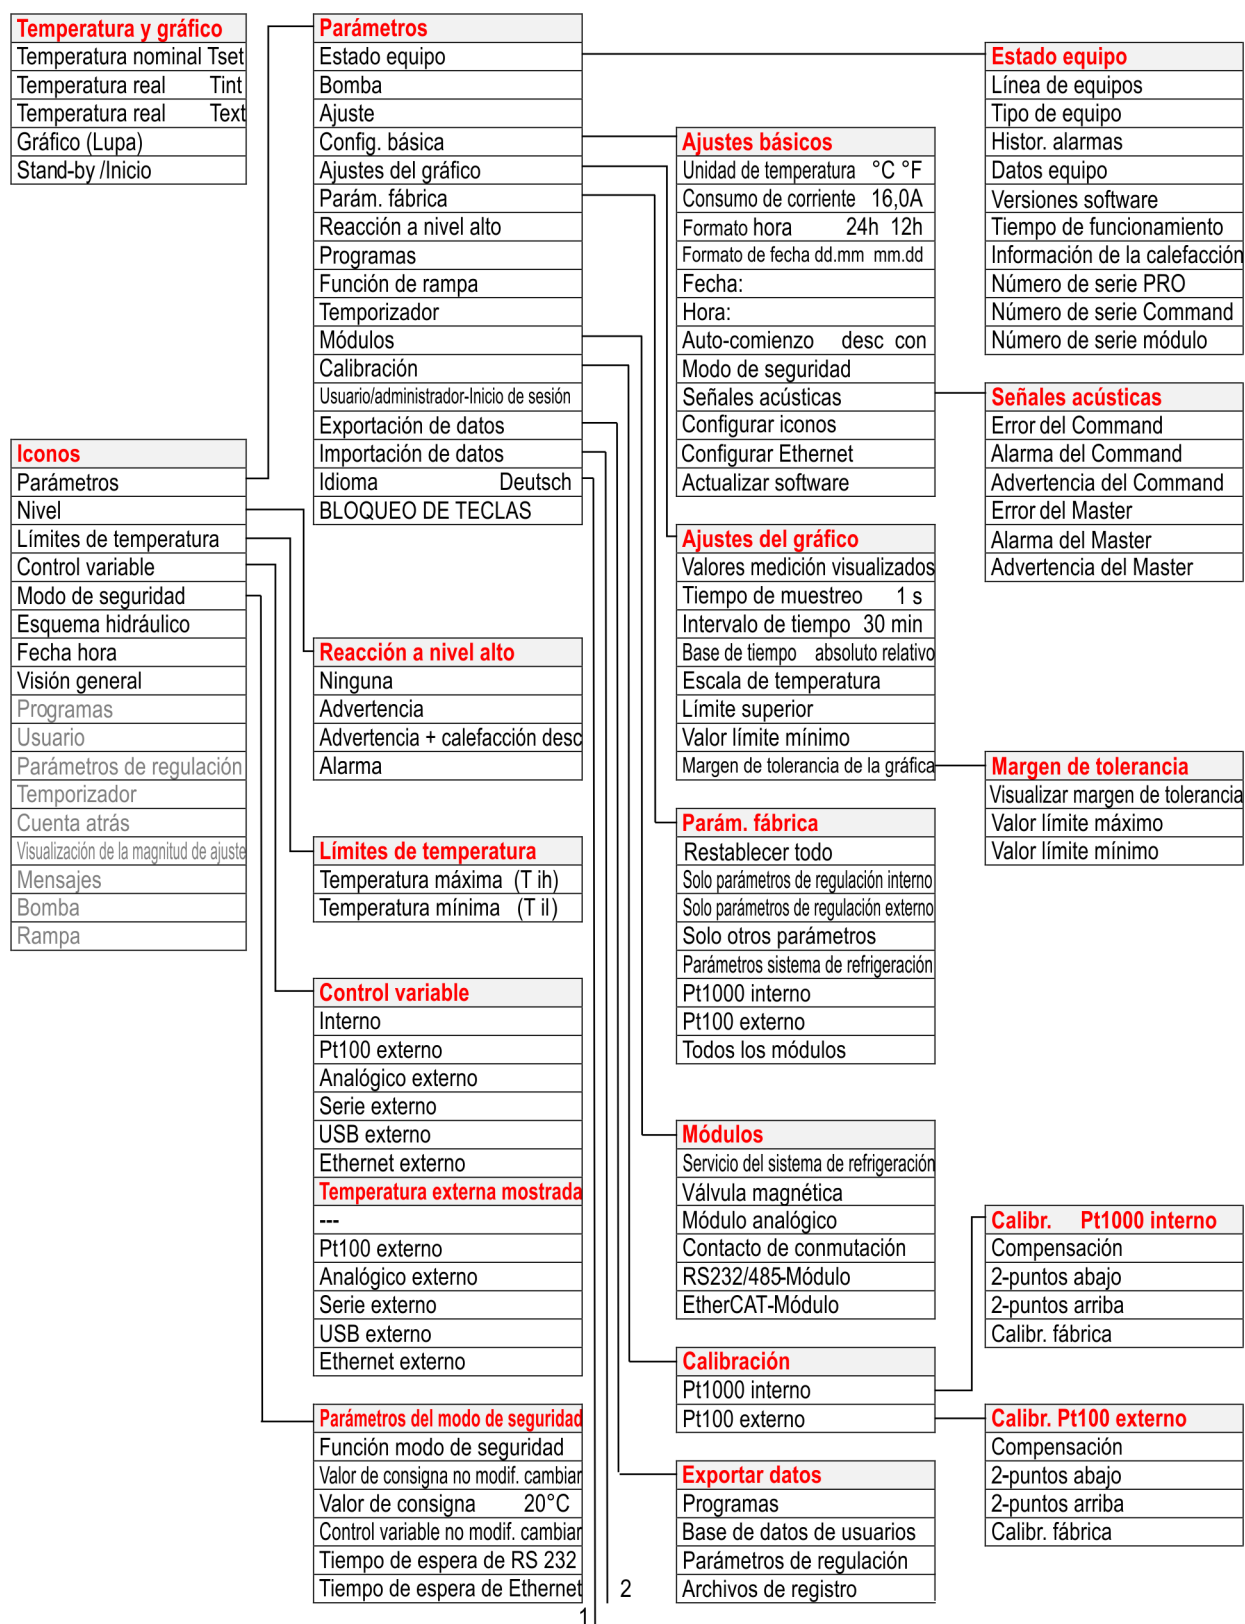 Temperatura y gráfico
Temperatura nominal Tset
Temperatura real Tint
Temperatura real Text
Gráfico (Lupa)
Stand-by /Inicio
Iconos
Parámetros
Nivel
Límites de temperatura
Control variable
Modo de seguridad
Esquema hidráulico
Fecha hora
Visión general
Programas
Usuario
Parámetros de regulación
Temporizador
Cuenta atrás
Visualización de la magnitud de ajuste
Mensajes
Bomba
Rampa
Parámetros
Estado equipo
Bomba
Ajuste
Config. básica
Ajustes del gráfico
Parám. fábrica
Reacción a nivel alto
Programas
Función de rampa
Temporizador
Módulos
Calibración
Usuario/administrador-Inicio de sesión
Exportación de datos
Importación de datos
Idioma Deutsch
BLOQUEO DE TECLAS
Reacción a nivel alto
Ninguna
Advertencia
Advertencia + calefacción desc
Alarma
Límites de temperatura
Temperatura máxima (T ih)
Temperatura mínima (T il)
Control variable
Interno
Pt100 externo
Analógico externo
Serie externo
USB externo
Ethernet externo
Temperatura externa mostrada
---
Pt100 externo
Analógico externo
Serie externo
USB externo
Ethernet externo
Parámetros del modo de seguridad
Función modo de seguridad
Valor de consigna no modif. cambiar
Valor de consigna 20°C
Control variable no modif. cambiar
Tiempo de espera de RS 232
Tiempo de espera de Ethernet
1
2
Ajustes básicos
Unidad de temperatura °C °F
Consumo de corriente 16,0A
Formato hora 24h 12h
Formato de fecha dd.mm mm.dd
Fecha:
Hora:
Auto-comienzo desc con
Modo de seguridad
Señales acústicas
Configurar iconos
Configurar Ethernet
Actualizar software
Ajustes del gráfico
Valores medición visualizados
Tiempo de muestreo 1 s
Intervalo de tiempo 30 min
Base de tiempo absoluto relativo
Escala de temperatura
Límite superior
Valor límite mínimo
Margen de tolerancia de la gráfica
Parám. fábrica
Restablecer todo
Solo parámetros de regulación interno
Solo parámetros de regulación externo
Solo otros parámetros
Parámetros sistema de refrigeración
Pt1000 interno
Pt100 externo
Todos los módulos
Módulos
Servicio del sistema de refrigeración
Válvula magnética
Módulo analógico
Contacto de conmutación
RS232/485-Módulo
EtherCAT-Módulo
Calibración
Pt1000 interno
Pt100 externo
Exportar datos
Programas
Base de datos de usuarios
Parámetros de regulación
Archivos de registro
Estado equipo
Línea de equipos
Tipo de equipo
Histor. alarmas
Datos equipo
Versiones software
Tiempo de funcionamiento
Información de la calefacción
Número de serie PRO
Número de serie Command
Número de serie módulo
Señales acústicas
Error del Command
Alarma del Command
Advertencia del Command
Error del Master
Alarma del Master
Advertencia del Master
Margen de tolerancia
Visualizar margen de tolerancia
Valor límite máximo
Valor límite mínimo
Calibr. Pt1000 interno
Compensación
2-puntos abajo
2-puntos arriba
Calibr. fábrica
Calibr. Pt100 externo
Compensación
2-puntos abajo
2-puntos arriba
Calibr. fábrica